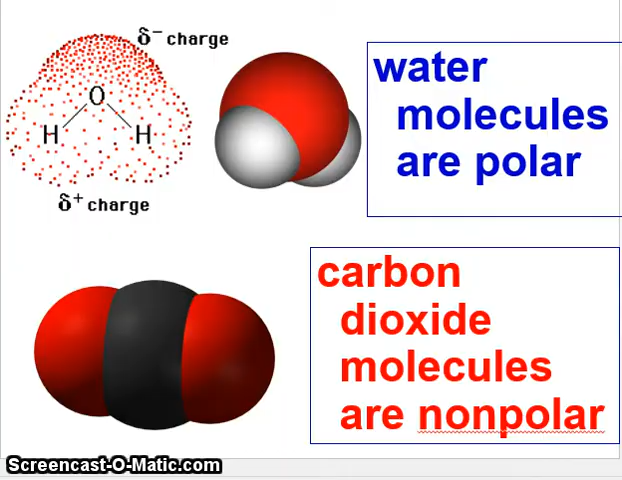 δ⁻ charge
O
H H
δ⁺ charge
water
molecules
are polar
carbon
dioxide
molecules
are nonpolar
Screencast-O-Matic.com